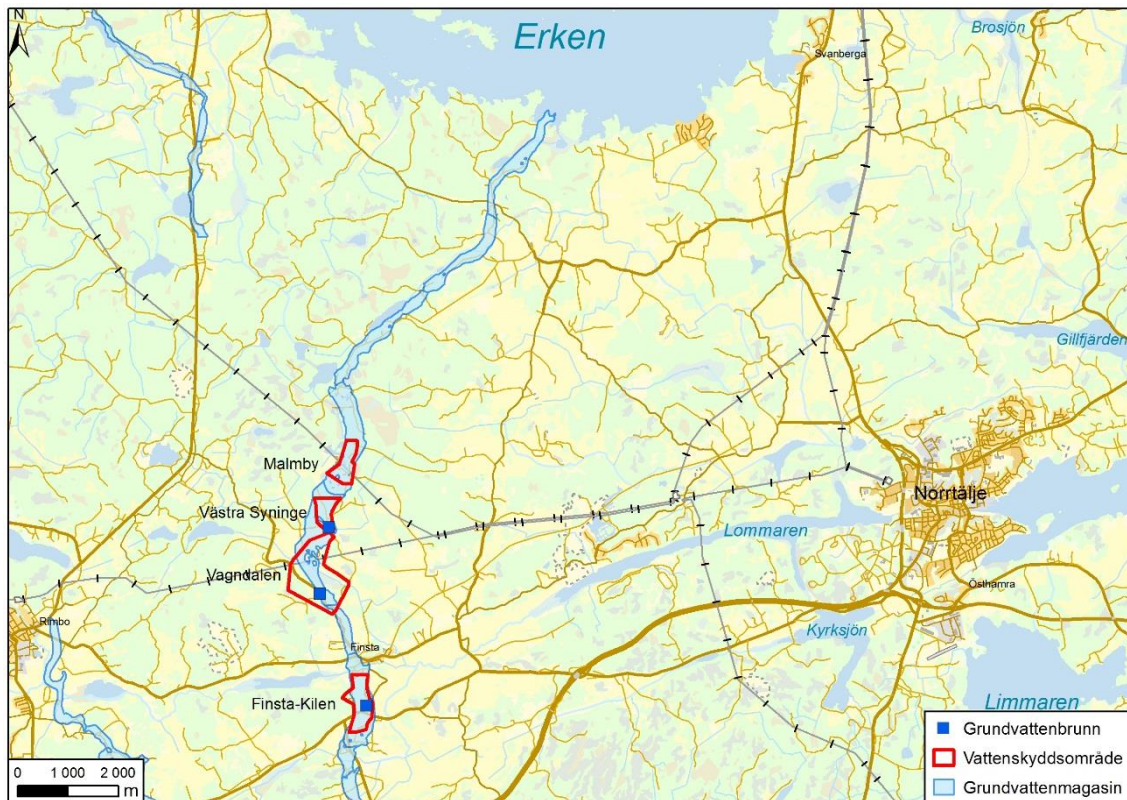 N
Erken
Brosjön
Svanberga
Gillfjärden
Malmby
Västra Syninge
Norrtälje
Lommaren
Vagndalen
Östhamra
Rimbo
Kyrksjön
Finsta
Finsta-Kilen
Limmaren
Grundvattenbrunn
Vattenskyddsområde
Grundvattenmagasin
0 1 000 2 000
m